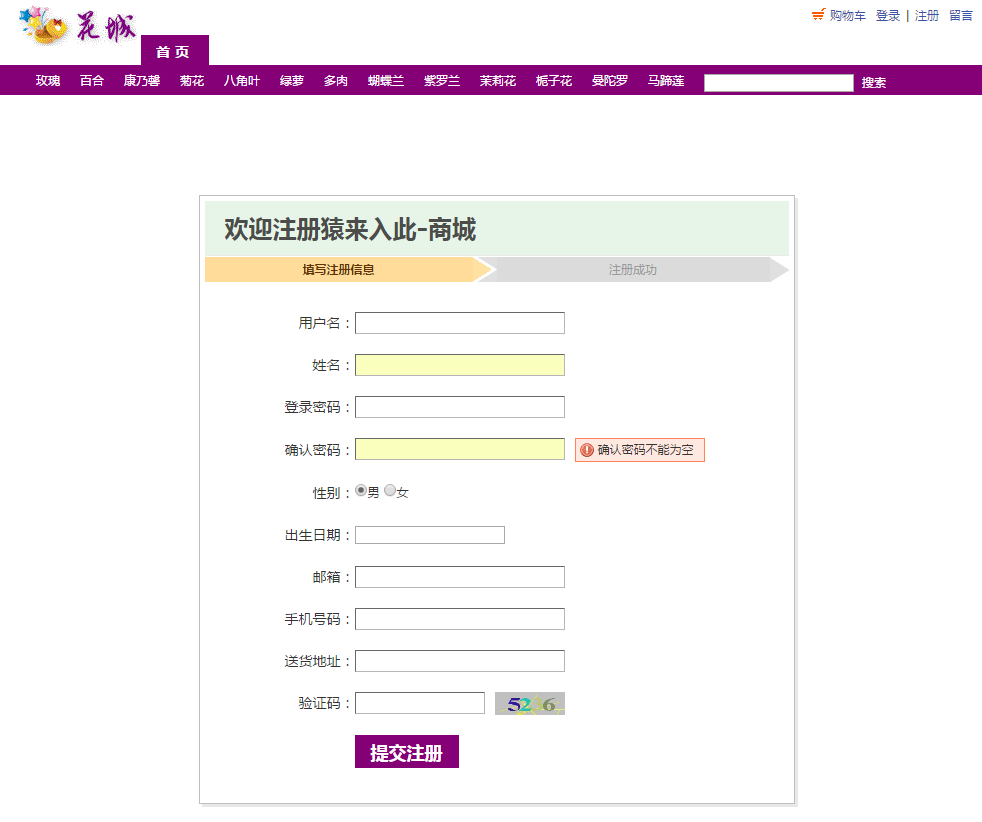 花城
购物车 登录 | 注册 留言
首 页
玫瑰 百合 康乃馨 菊花 八角叶 绿萝 多肉 蝴蝶兰 紫罗兰 茉莉花 栀子花 曼陀罗 马蹄莲 搜索
欢迎注册猿来入此-商城
填写注册信息 注册成功
用户名：
姓名：
登录密码：
确认密码： 确认密码不能为空
性别： 男 女
出生日期：
邮箱：
手机号码：
送货地址：
验证码：
提交注册